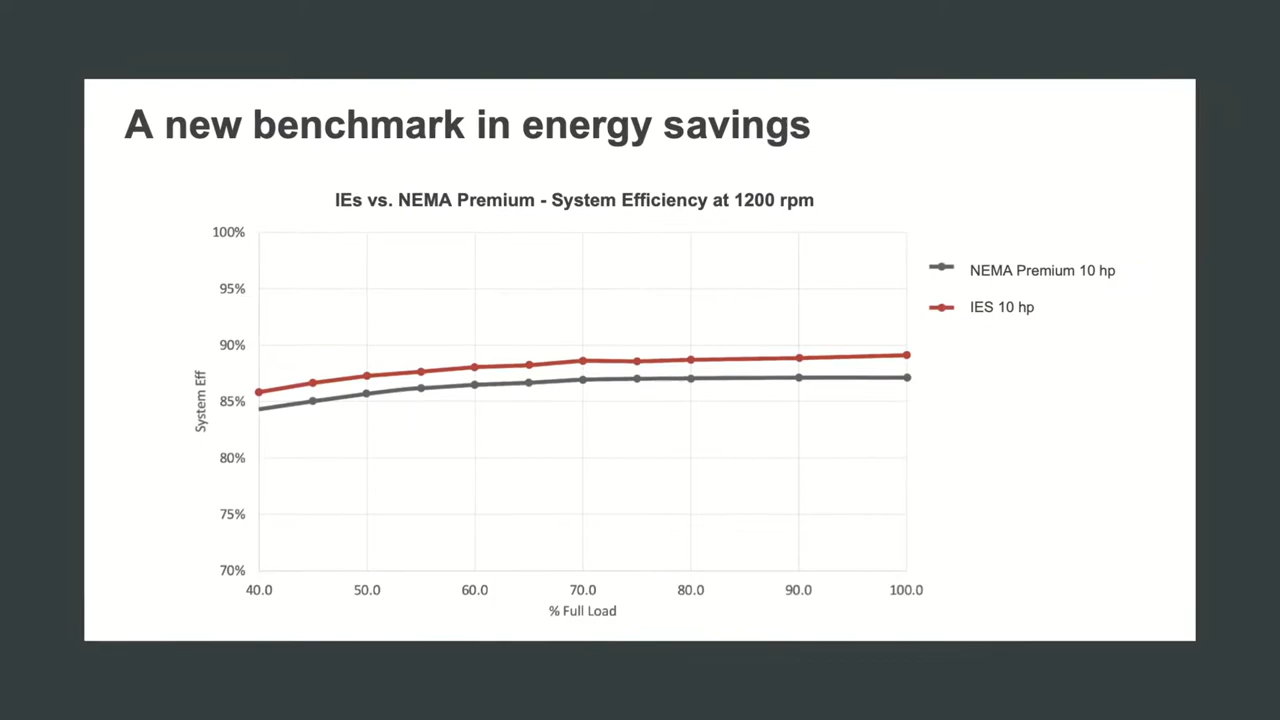 A new benchmark in energy savings
IEs vs. NEMA Premium - System Efficiency at 1200 rpm
100%
95%
90%
85%
80%
75%
70%
System Eff
40.0 50.0 60.0 70.0 80.0 90.0 100.0
% Full Load
NEMA Premium 10 hp
IES 10 hp